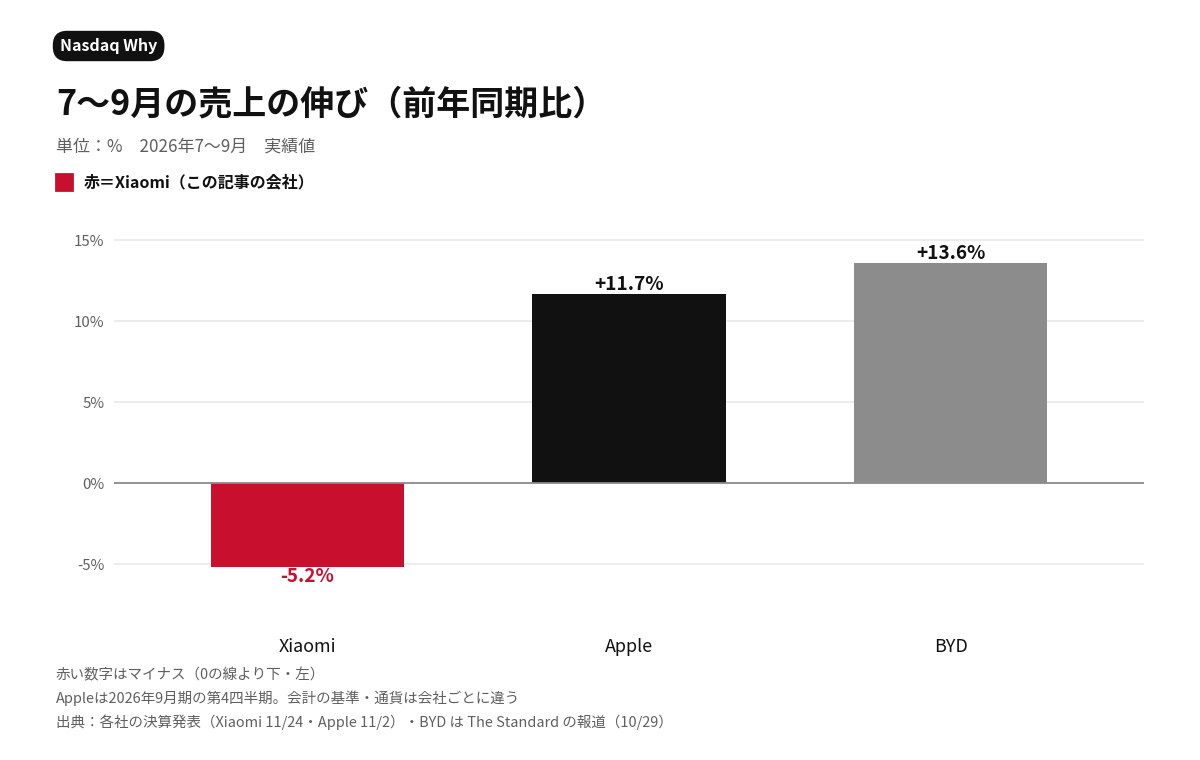 Nasdaq Why
7〜9月の売上の伸び（前年同期比）
単位：%　2026年7〜9月　実績値
赤＝Xiaomi（この記事の会社）
15%
+13.6%
+11.7%
10%
5%
0%
-5%
-5.2%
Xiaomi
Apple
BYD
赤い数字はマイナス（0の線より下・左）
Appleは2026年9月期の第4四半期。会計の基準・通貨は会社ごとに違う
出典：各社の決算発表（Xiaomi 11/24・Apple 11/2）・BYD は The Standard の報道（10/29）